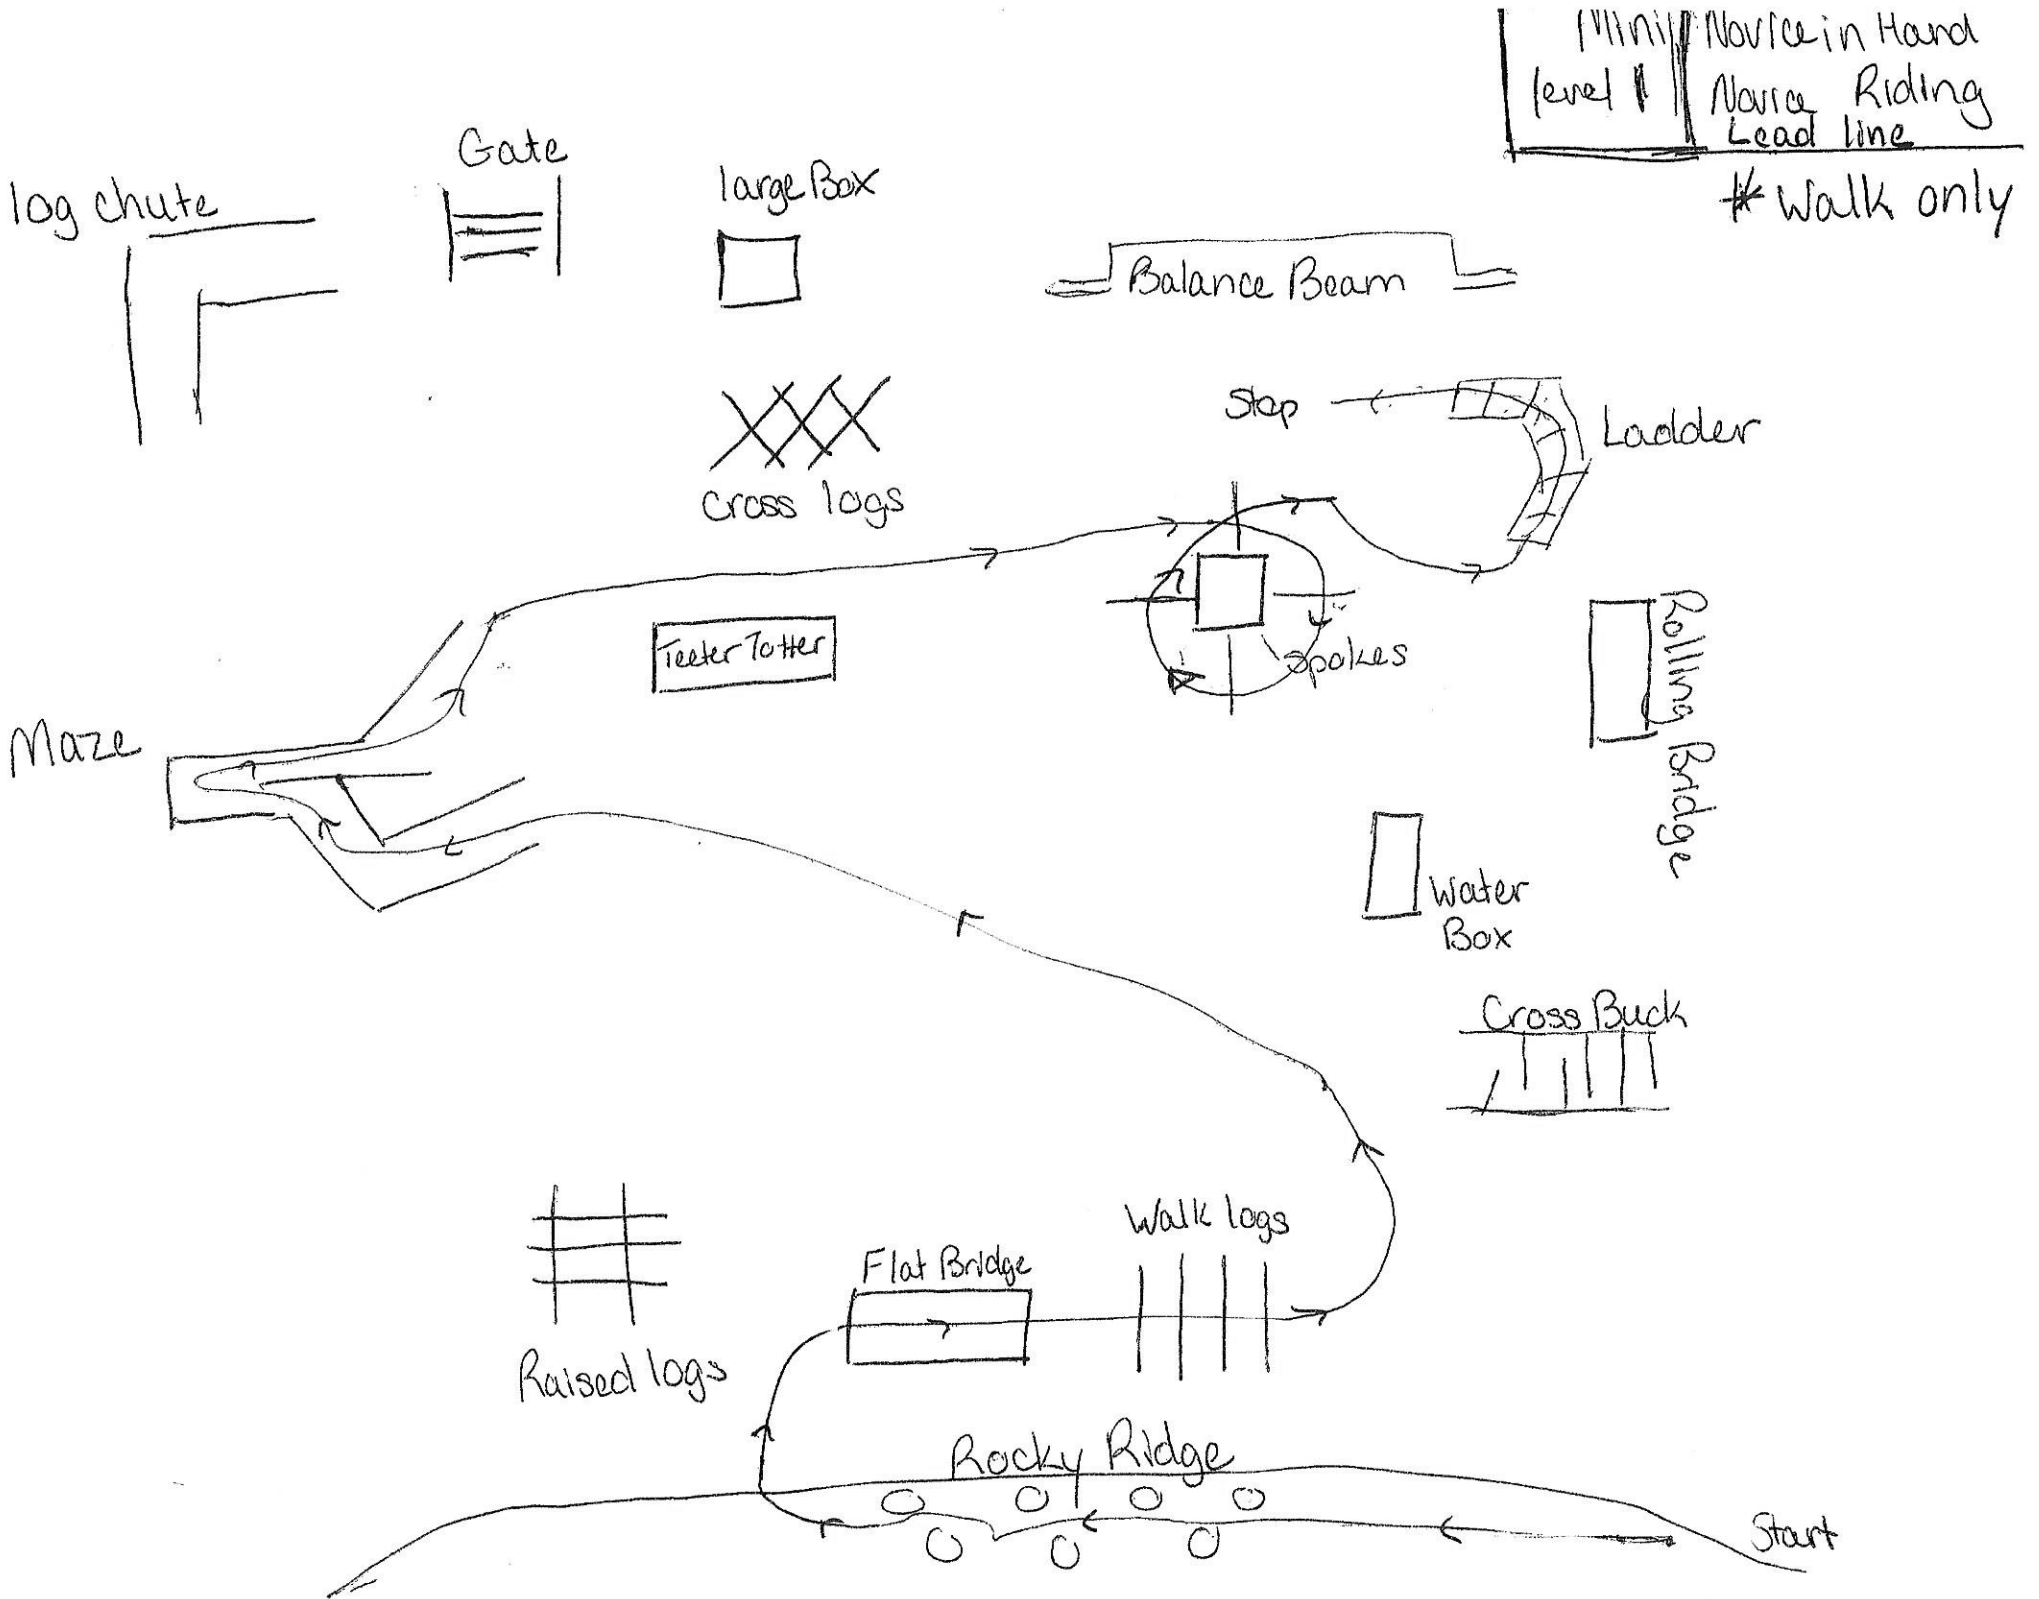 Mini
level 1
Novice in Hand
Novice Riding
Lead line
* Walk only
Gate
log chute
large Box
Balance Beam
Stop
Ladder
Cross logs
Teeter Totter
Spokes
Rolling Bridge
Maze
Water
Box
Cross Buck
Walk logs
Flat Bridge
Raised logs
Rocky Ridge
Start